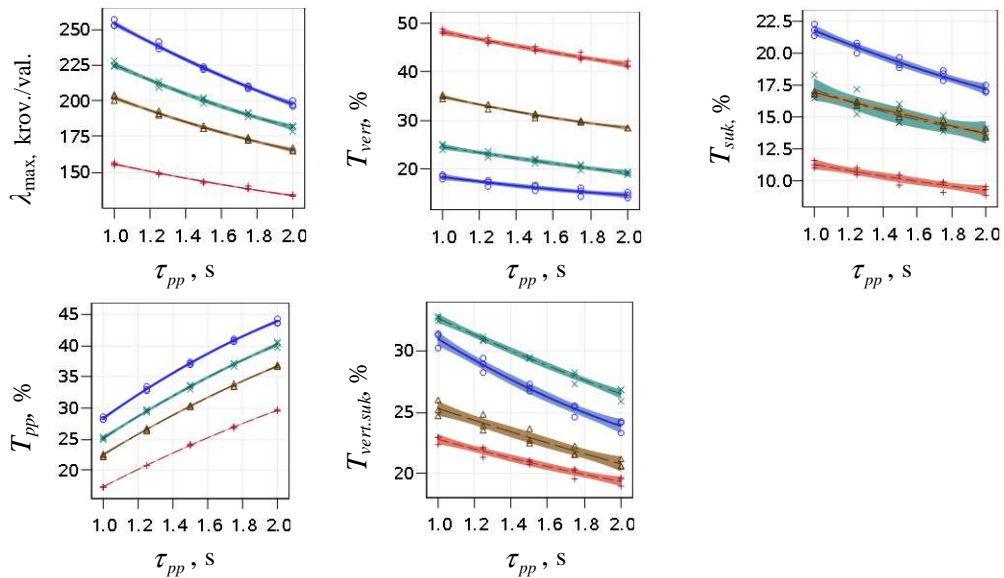 λmax, krov./val.
250
225
200
175
150
1.0 1.2 1.4 1.6 1.8 2.0
τpp , s
Tvert, %
50
40
30
20
1.0 1.2 1.4 1.6 1.8 2.0
τpp , s
Tsuk, %
22.5
20.0
17.5
15.0
12.5
10.0
1.0 1.2 1.4 1.6 1.8 2.0
τpp , s
Tpp, %
45
40
35
30
25
20
1.0 1.2 1.4 1.6 1.8 2.0
τpp , s
Tvert.suk, %
30
25
20
1.0 1.2 1.4 1.6 1.8 2.0
τpp , s